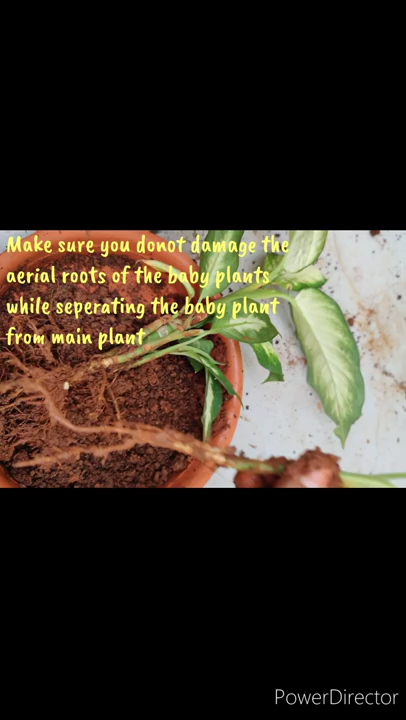 Make sure you donot damage the
aerial roots of the baby plants
while seperating the baby plant
from main plant
PowerDirector